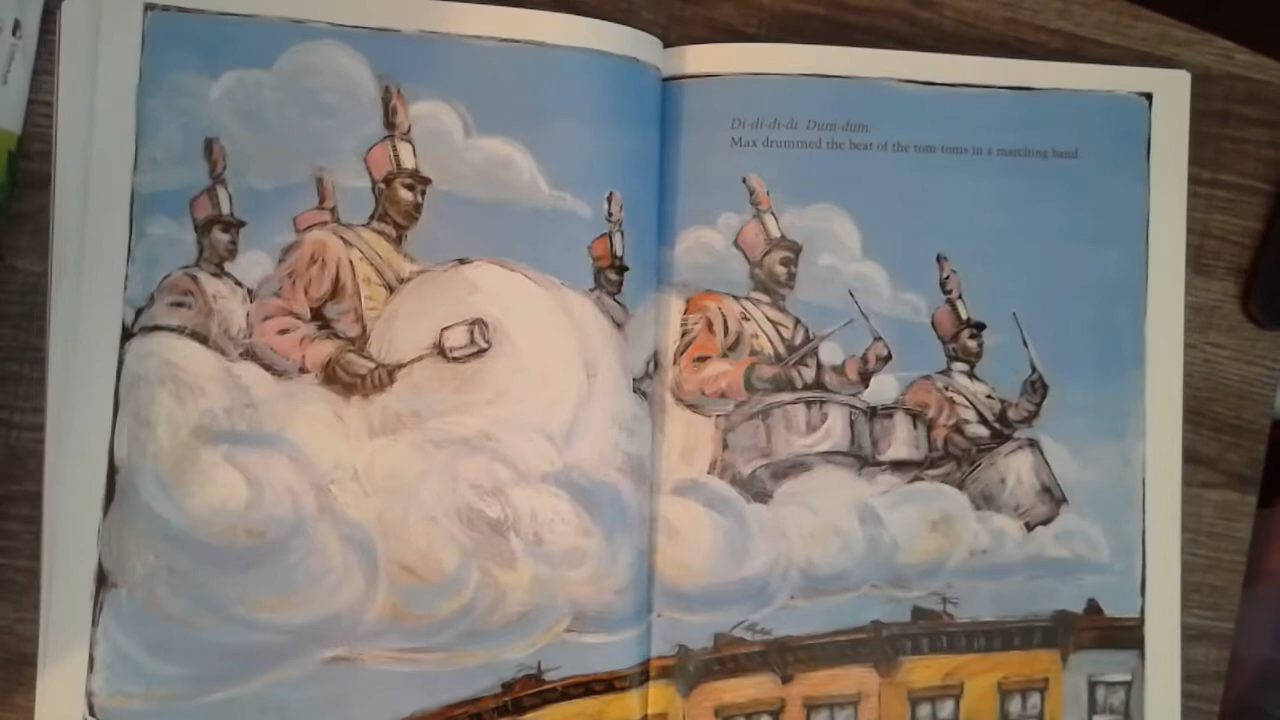 Di-di-di-di. Dum-dum.
Max drummed the beat of the tom-toms in a marching band.